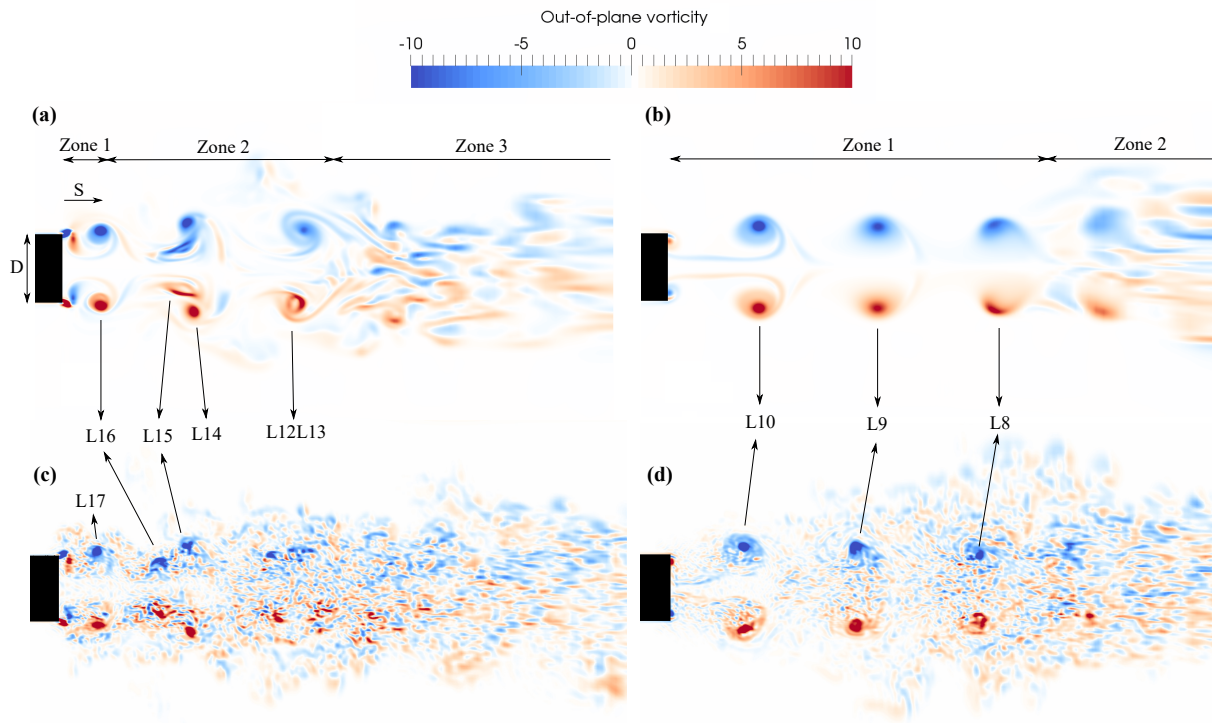 Out-of-plane vorticity
-10 -5 0 5 10
(a) (b)
Zone 1 Zone 2 Zone 3 Zone 1 Zone 2
S
D
L16 L15 L14 L12L13 L10 L9 L8
(c) (d)
L17